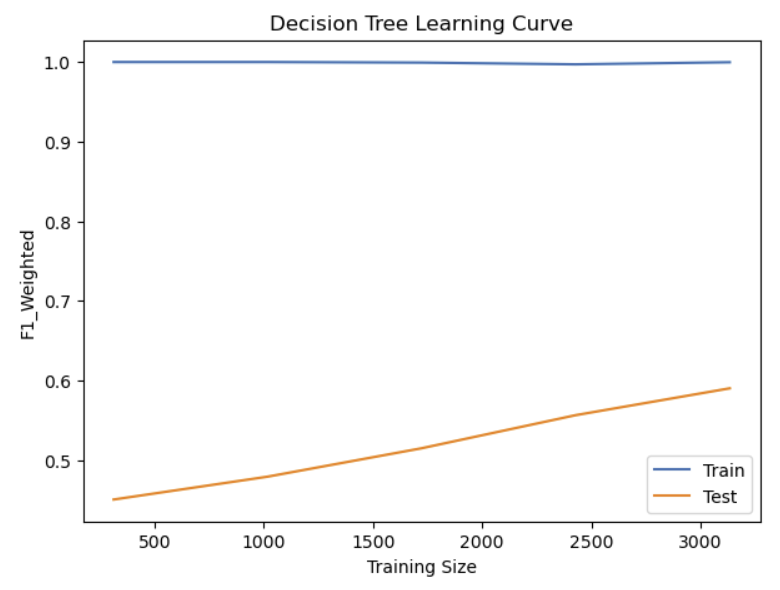 Decision Tree Learning Curve
1.0
0.9
0.8
0.7
0.6
0.5
F1_Weighted
Train
Test
500 1000 1500 2000 2500 3000
Training Size